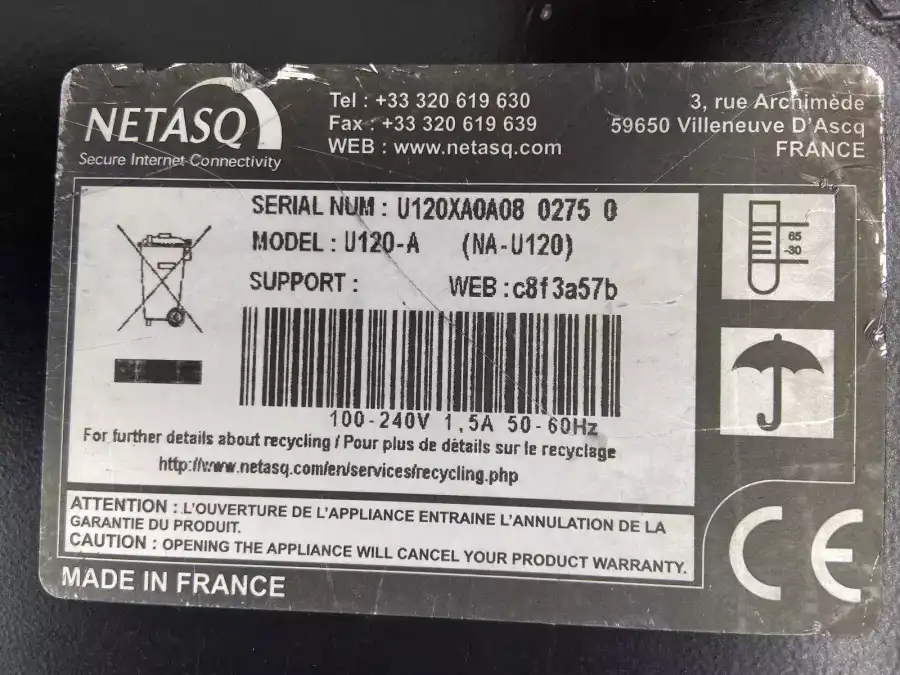 NETASQ
Secure Internet Connectivity
Tel : +33 320 619 630
Fax : +33 320 619 639
WEB : www.netasq.com
3, rue Archimède
59650 Villeneuve D'Ascq
FRANCE
SERIAL NUM : U120XA0A08 0275 0
MODEL : U120-A (NA-U120)
SUPPORT : WEB :c8f3a57b
65
-30
100-240V 1,5A 50-60Hz
For further details about recycling / Pour plus de détails sur le recyclage
http://www.netasq.com/en/services/recycling.php
ATTENTION : L'OUVERTURE DE L'APPLIANCE ENTRAINE L'ANNULATION DE LA
GARANTIE DU PRODUIT.
CAUTION : OPENING THE APPLIANCE WILL CANCEL YOUR PRODUCT WARRANTY.
MADE IN FRANCE
CE